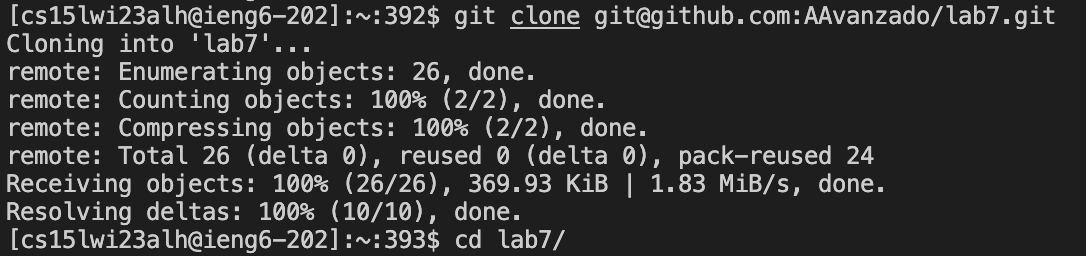 [cs15lwi23alh@ieng6-202]:~:392$ git clone git@github.com:AAvanzado/lab7.git
Cloning into 'lab7'...
remote: Enumerating objects: 26, done.
remote: Counting objects: 100% (2/2), done.
remote: Compressing objects: 100% (2/2), done.
remote: Total 26 (delta 0), reused 0 (delta 0), pack-reused 24
Receiving objects: 100% (26/26), 369.93 KiB | 1.83 MiB/s, done.
Resolving deltas: 100% (10/10), done.
[cs15lwi23alh@ieng6-202]:~:393$ cd lab7/